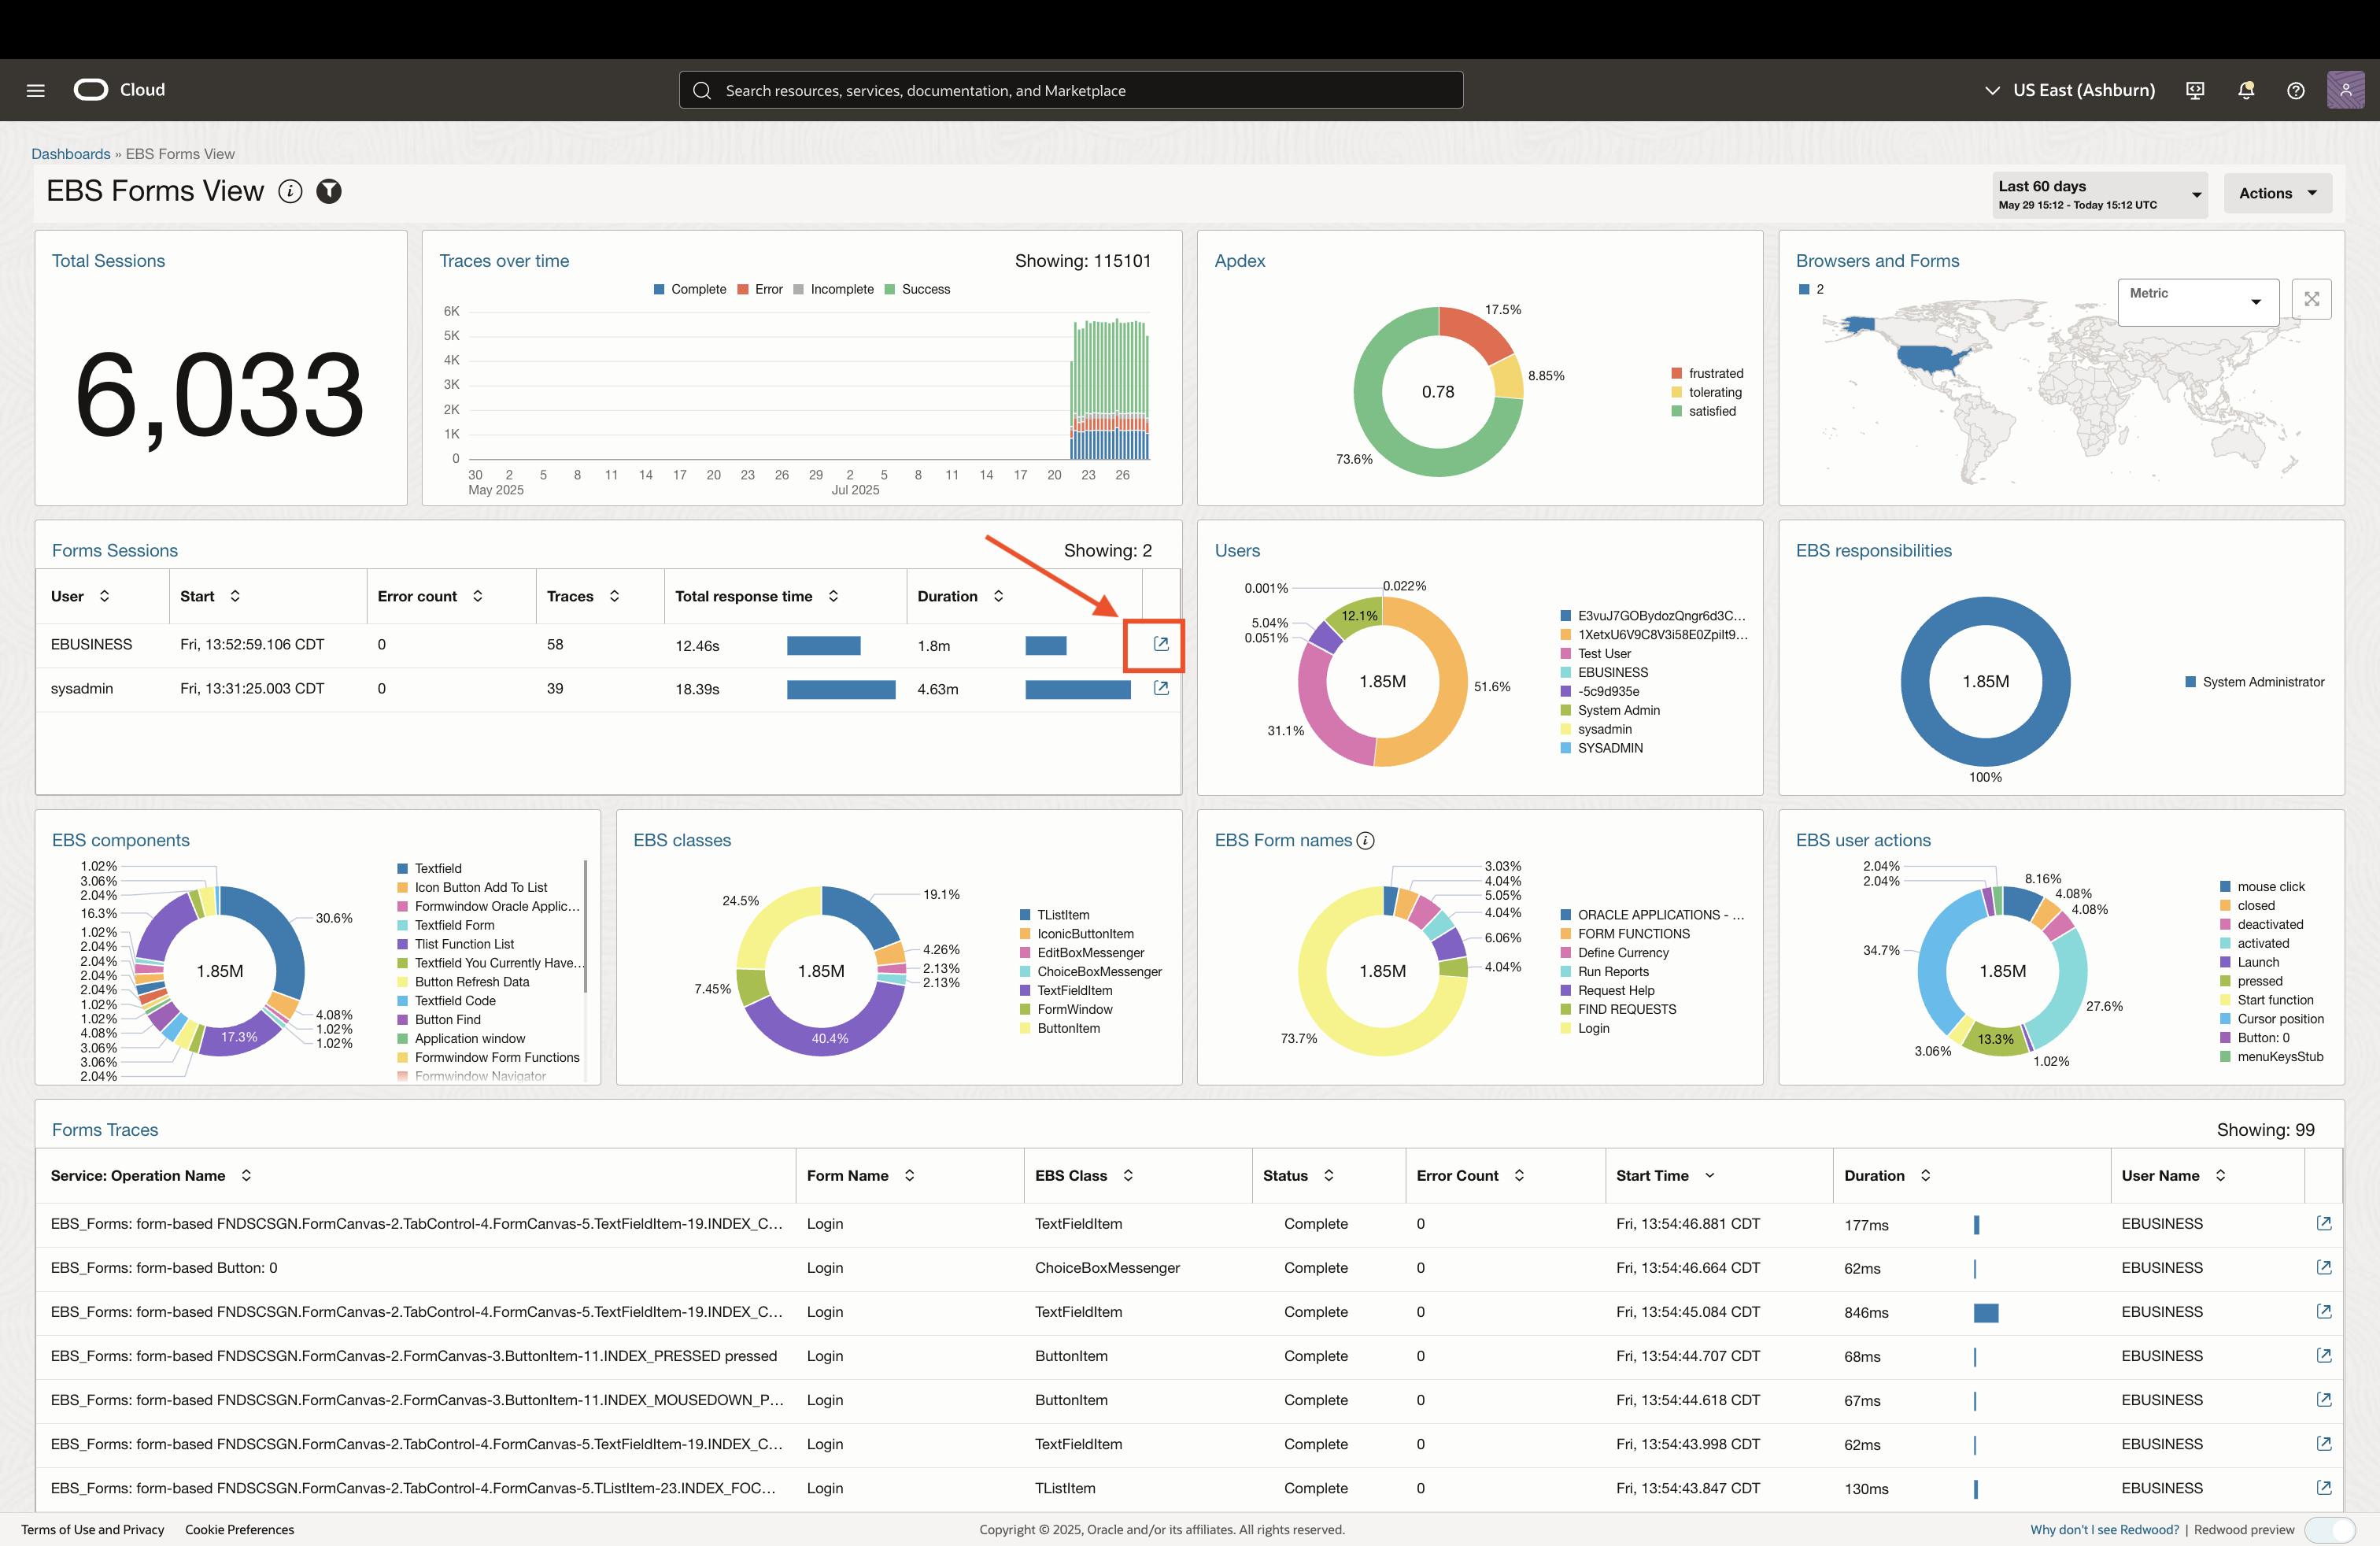 Cloud
Search resources, services, documentation, and Marketplace
US East (Ashburn)
Dashboards » EBS Forms View
EBS Forms View
Last 60 days
May 29 15:12 - Today 15:12 UTC
Actions
Total Sessions
6,033
Traces over time
Showing: 115101
Complete Error Incomplete Success
6K
5K
4K
3K
2K
1K
0
30 2 5 8 11 14 17 20 23 26 29 2 5 8 11 14 17 20 23 26
May 2025 Jul 2025
Apdex
17.5%
8.85%
0.78
73.6%
frustrated
tolerating
satisfied
Browsers and Forms
2
Metric
Forms Sessions
Showing: 2
User Start Error count Traces Total response time Duration
EBUSINESS Fri, 13:52:59.106 CDT 0 58 12.46s 1.8m
sysadmin Fri, 13:31:25.003 CDT 0 39 18.39s 4.63m
Users
0.001%
0.022%
12.1%
5.04%
0.051%
1.85M
51.6%
31.1%
E3vuJ7GOBydozQngr6d3C...
1XetxU6V9C8V3i58E0Zpilt9...
Test User
EBUSINESS
-5c9d935e
System Admin
sysadmin
SYSADMIN
EBS responsibilities
1.85M
100%
System Administrator
EBS components
1.02%
3.06%
2.04%
16.3%
1.02%
2.04%
2.04%
2.04%
1.02%
1.02%
4.08%
3.06%
3.06%
2.04%
1.85M
30.6%
4.08%
1.02%
1.02%
17.3%
Textfield
Icon Button Add To List
Formwindow Oracle Applic...
Textfield Form
Tlist Function List
Textfield You Currently Have...
Button Refresh Data
Textfield Code
Button Find
Application window
Formwindow Form Functions
Formwindow Navigator
EBS classes
24.5%
19.1%
4.26%
2.13%
2.13%
1.85M
7.45%
40.4%
TListItem
IconicButtonItem
EditBoxMessenger
ChoiceBoxMessenger
TextFieldItem
FormWindow
ButtonItem
EBS Form names
3.03%
4.04%
5.05%
4.04%
6.06%
4.04%
1.85M
73.7%
ORACLE APPLICATIONS - ...
FORM FUNCTIONS
Define Currency
Run Reports
Request Help
FIND REQUESTS
Login
EBS user actions
2.04%
2.04%
8.16%
4.08%
4.08%
34.7%
1.85M
27.6%
13.3%
3.06%
1.02%
mouse click
closed
deactivated
activated
Launch
pressed
Start function
Cursor position
Button: 0
menuKeysStub
Forms Traces
Showing: 99
Service: Operation Name Form Name EBS Class Status Error Count Start Time Duration User Name
EBS_Forms: form-based FNDSCSGN.FormCanvas-2.TabControl-4.FormCanvas-5.TextFieldItem-19.INDEX_C... Login TextFieldItem Complete 0 Fri, 13:54:46.881 CDT 177ms EBUSINESS
EBS_Forms: form-based Button: 0 Login ChoiceBoxMessenger Complete 0 Fri, 13:54:46.664 CDT 62ms EBUSINESS
EBS_Forms: form-based FNDSCSGN.FormCanvas-2.TabControl-4.FormCanvas-5.TextFieldItem-19.INDEX_C... Login TextFieldItem Complete 0 Fri, 13:54:45.084 CDT 846ms EBUSINESS
EBS_Forms: form-based FNDSCSGN.FormCanvas-2.FormCanvas-3.ButtonItem-11.INDEX_PRESSED pressed Login ButtonItem Complete 0 Fri, 13:54:44.707 CDT 68ms EBUSINESS
EBS_Forms: form-based FNDSCSGN.FormCanvas-2.FormCanvas-3.ButtonItem-11.INDEX_MOUSEDOWN_P... Login ButtonItem Complete 0 Fri, 13:54:44.618 CDT 67ms EBUSINESS
EBS_Forms: form-based FNDSCSGN.FormCanvas-2.TabControl-4.FormCanvas-5.TextFieldItem-19.INDEX_C... Login TextFieldItem Complete 0 Fri, 13:54:43.998 CDT 62ms EBUSINESS
EBS_Forms: form-based FNDSCSGN.FormCanvas-2.TabControl-4.FormCanvas-5.TListItem-23.INDEX_FOC... Login TListItem Complete 0 Fri, 13:54:43.847 CDT 130ms EBUSINESS
Terms of Use and Privacy Cookie Preferences
Copyright © 2025, Oracle and/or its affiliates. All rights reserved.
Why don't I see Redwood? | Redwood preview